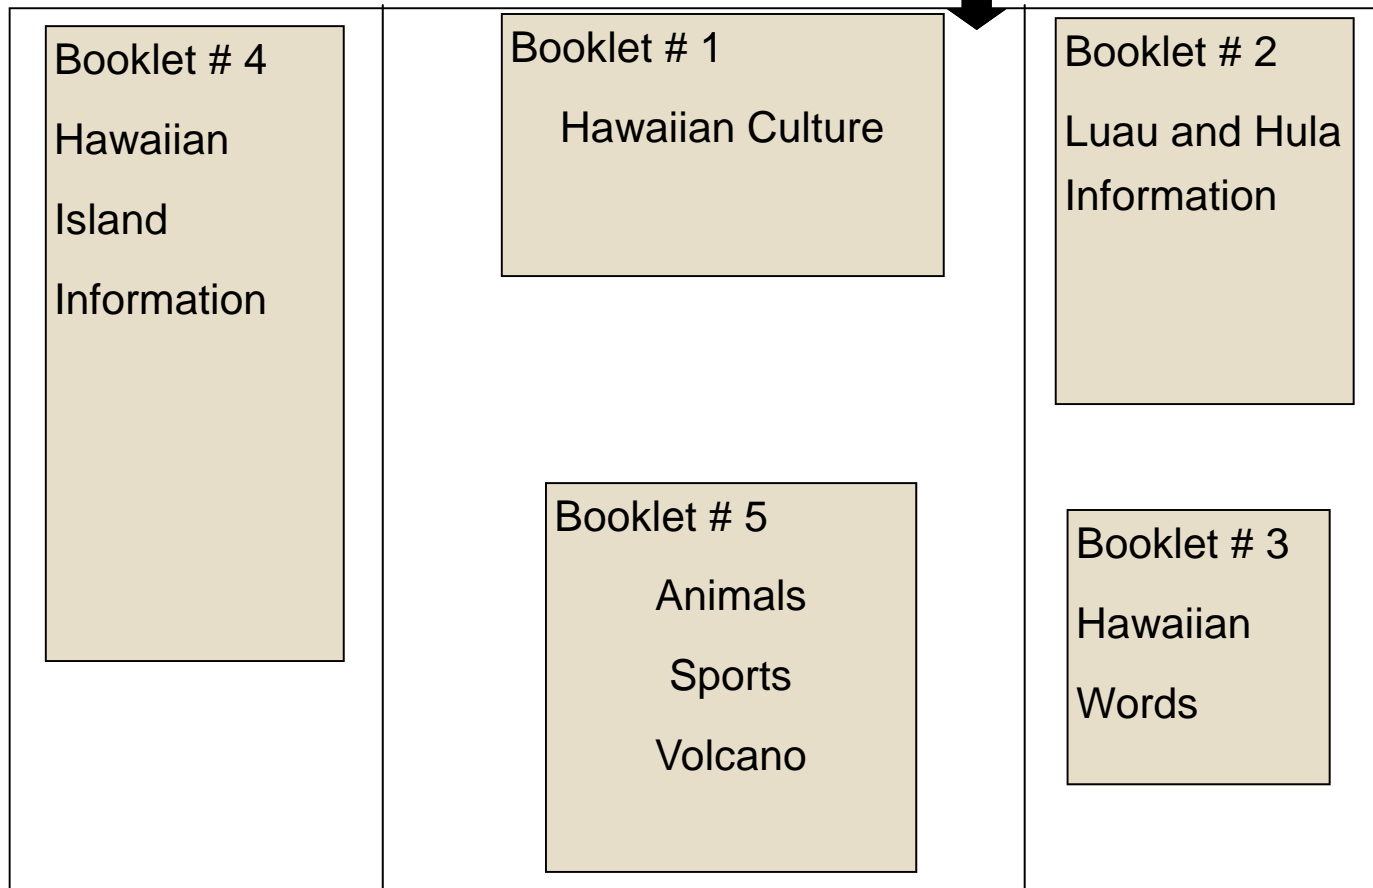 Booklet # 4
Hawaiian
Island
Information
Booklet # 1
Hawaiian Culture
Booklet # 5
Animals
Sports
Volcano
Booklet # 2
Luau and Hula
Information
Booklet # 3
Hawaiian
Words